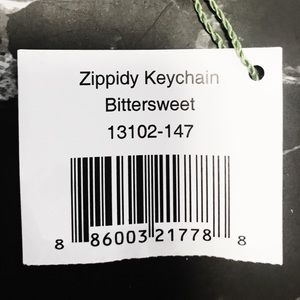 Zippidy Keychain
Bittersweet
13102-147
8 86003 21778 8